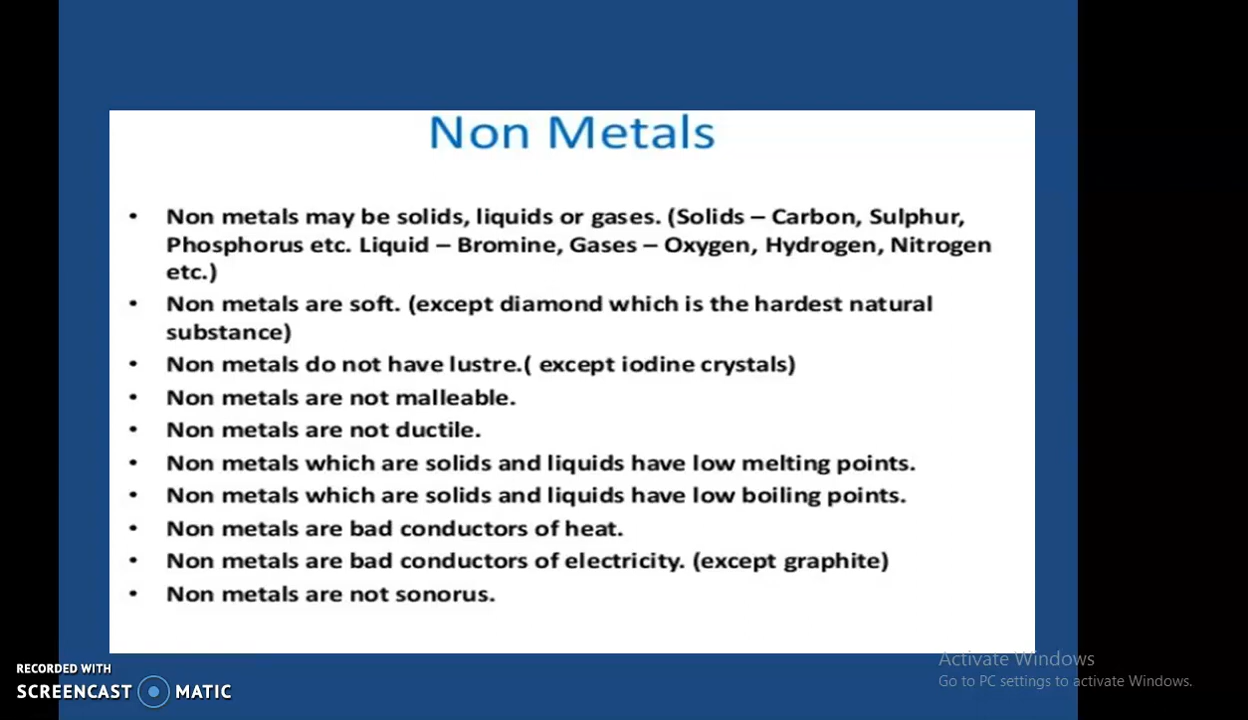 Non Metals
• Non metals may be solids, liquids or gases. (Solids – Carbon, Sulphur,
Phosphorus etc. Liquid – Bromine, Gases – Oxygen, Hydrogen, Nitrogen
etc.)
• Non metals are soft. (except diamond which is the hardest natural
substance)
• Non metals do not have lustre.( except iodine crystals)
• Non metals are not malleable.
• Non metals are not ductile.
• Non metals which are solids and liquids have low melting points.
• Non metals which are solids and liquids have low boiling points.
• Non metals are bad conductors of heat.
• Non metals are bad conductors of electricity. (except graphite)
• Non metals are not sonorus.
Activate Windows
Go to PC settings to activate Windows.
RECORDED WITH
SCREENCAST MATIC